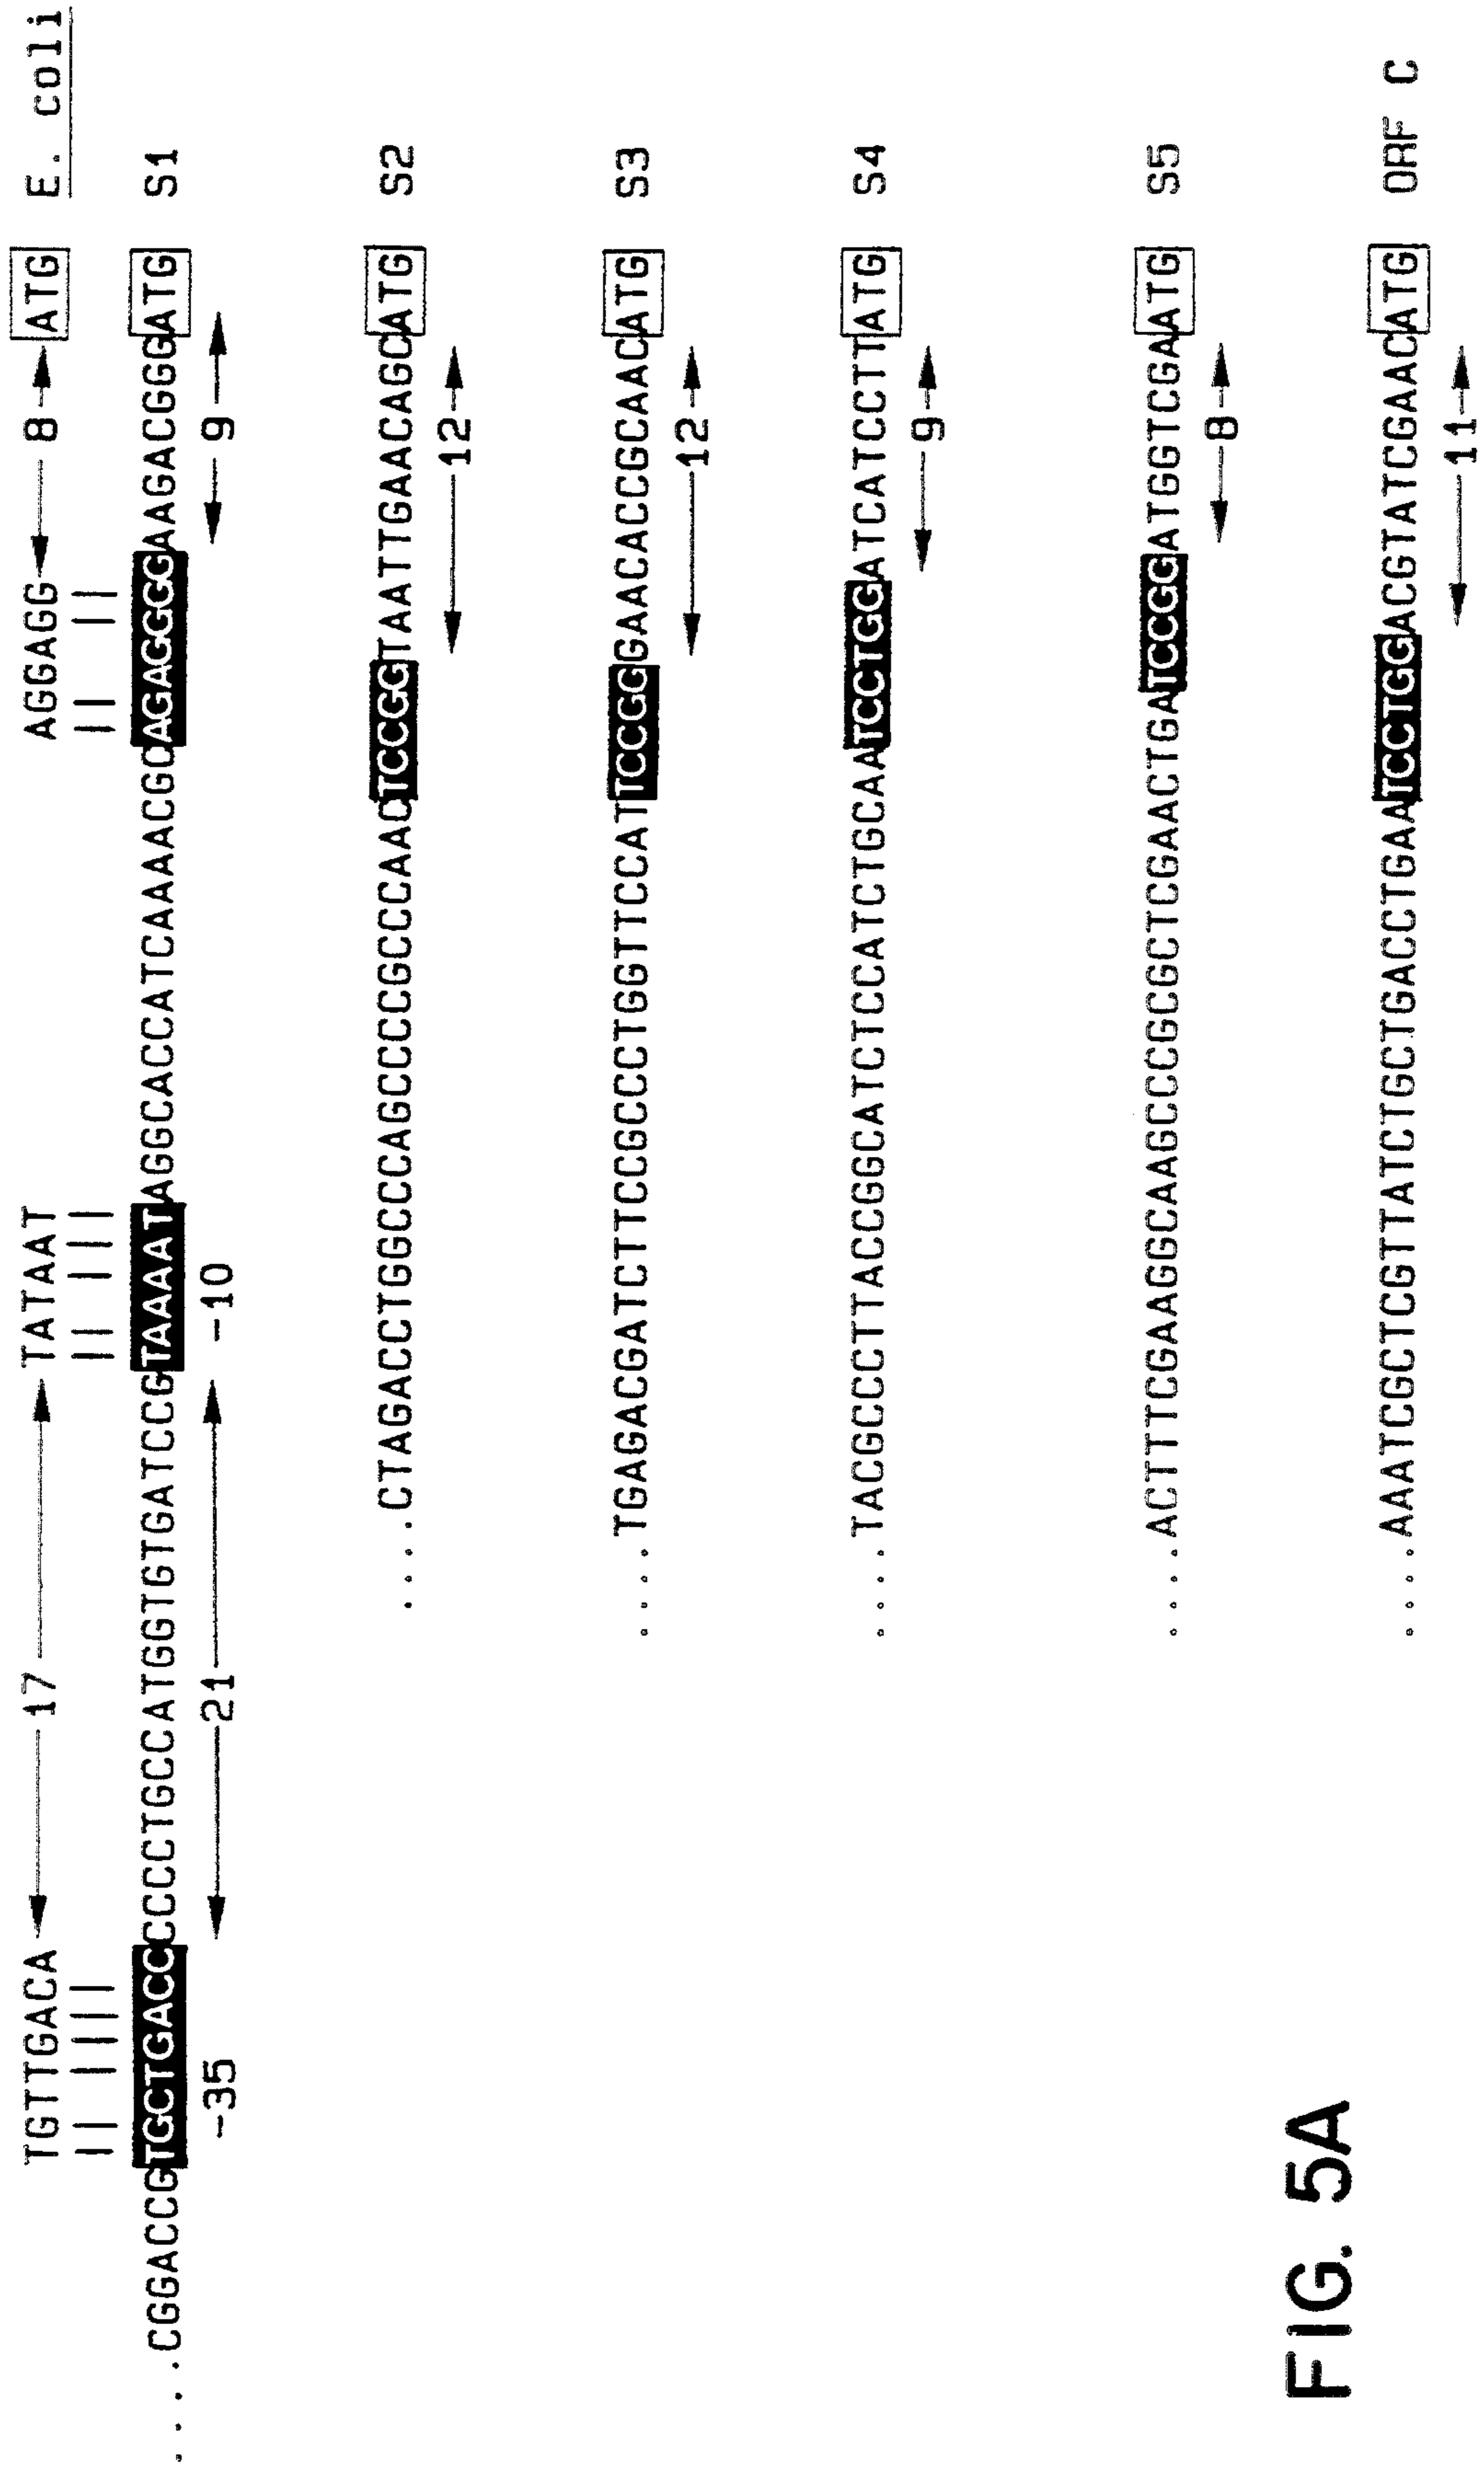 TGTTGACA 17 TATAAT AGGAGG 8 ATG E. coli
....CGGACCGTGCTGACCCCCCTGCCATGGTGTGATCCGTAAAATAGGCACCATCAAAACGCAGAGGGGAAGACGGGATG S1
-35 21 -10 9
....CTAGACCTGGCCCAGCCCCGCCCAACTCCGGTAATTGAACAGCATG S2
12
....TGAGACGATCTTCCGCCCTGGTTCCATTCCGGGAACACCGCAACATG S3
12
....TACGCCCTTACCGGCATCTCCATCTGCAATCCTGGATCATCCTTATG S4
9
....ACTTTCGAAGGCAAGCCCGCGCTCGAACTGATCCGGATGGTCGAATG S5
8
....AAATCGCTCGTTATCTGCTGACCTGAATCCTGGACGTATCGAACATG ORF C
11
FIG. 5A